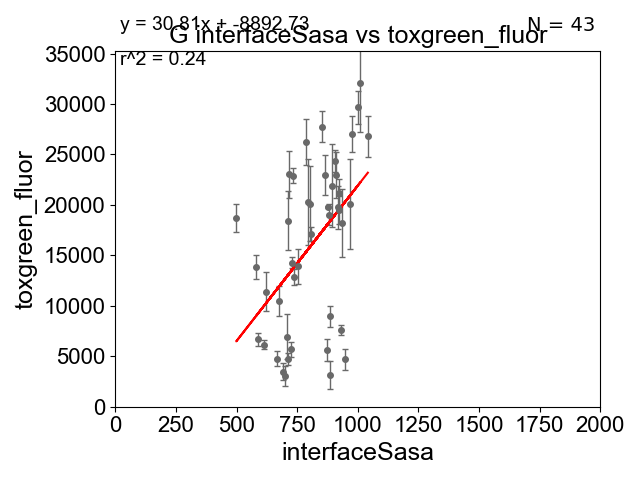 y = 30.81x + -8892.73
N = 43
G interfaceSasa vs toxgreen_fluor
r^2 = 0.24
35000
30000
25000
20000
15000
10000
5000
0
toxgreen_fluor
0 250 500 750 1000 1250 1500 1750 2000
interfaceSasa